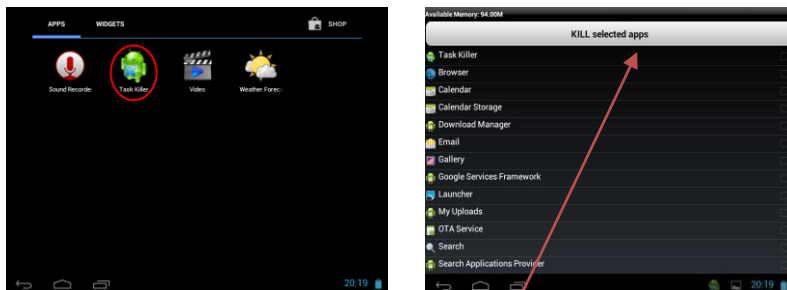 APPS WIDGETS SHOP
Sound Recorde Task Killer Video Weather Forec
20:19
Available Memory: 94.00M
KILL selected apps
Task Killer
Browser
Calendar
Calendar Storage
Download Manager
Email
Gallery
Google Services Framework
Launcher
My Uploads
OTA Service
Search
Search Applications Provider
20:19